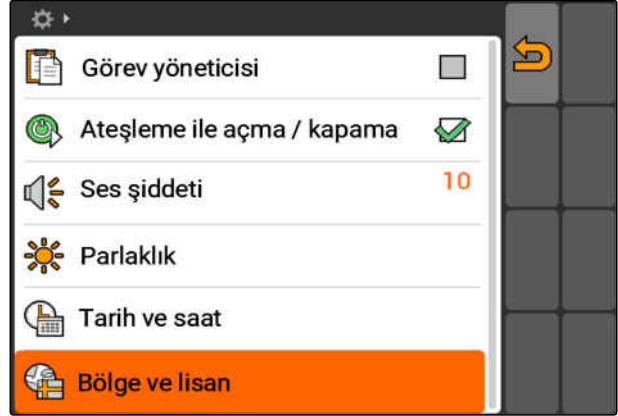 Görev yöneticisi
Ateşleme ile açma / kapama
Ses şiddeti 10
Parlaklık
Tarih ve saat
Bölge ve lisan